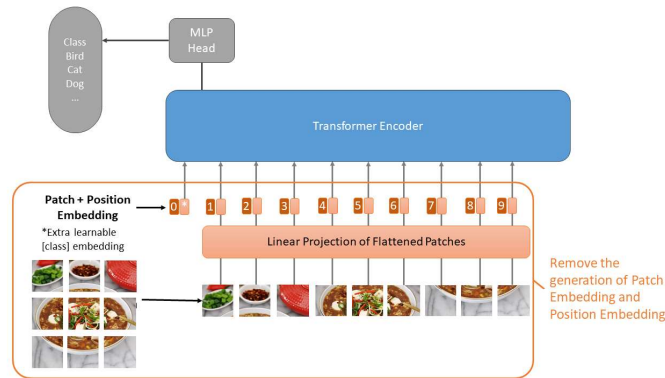 Class
Bird
Cat
Dog
...
MLP
Head
Transformer Encoder
Patch + Position
Embedding
0 * 1 2 3 4 5 6 7 8 9
*Extra learnable
[class] embedding
Linear Projection of Flattened Patches
Remove the
generation of Patch
Embedding and
Position Embedding